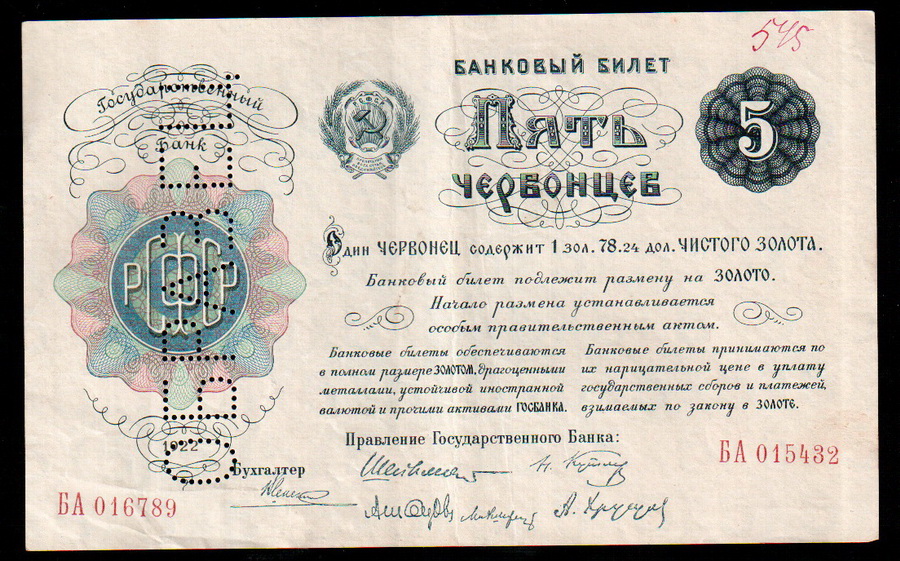 545
БАНКОВЫЙ БИЛЕТ
Государственный
Банк
РСФСР
ПЯТЬ
5
ЧЕРВОНЦЕВ
РСФСР
Один ЧЕРВОНЕЦ содержит 1 зол. 78.24 дол. ЧИСТОГО ЗОЛОТА.
Банковый билет подлежит размену на ЗОЛОТО.
Начало размена устанавливается
особым правительственным актом.
Банковые билеты обеспечиваются
в полном размере ЗОЛОТОМ, драгоценными
металлами, устойчивой иностранной
валютой и прочими активами ГОСБАНКА.
Банковые билеты принимаются по
их нарицательной цене в уплату
государственных сборов и платежей,
взимаемых по закону в ЗОЛОТЕ.
1922
Правление Государственного Банка:
Бухгалтер
БА 015432
БА 016789
ОБРАЗЕЦ